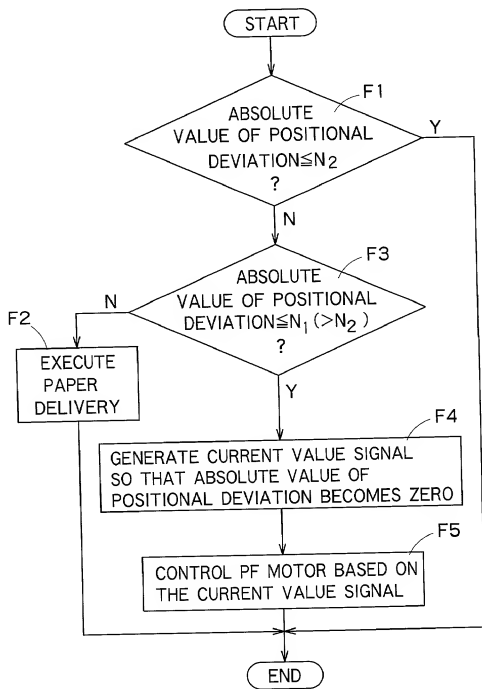 START
F1
ABSOLUTE
VALUE OF POSITIONAL
DEVIATION≦N2
?
Y
N
F3
ABSOLUTE
VALUE OF POSITIONAL
DEVIATION≦N1(>N2)
?
N
Y
F2
EXECUTE
PAPER
DELIVERY
F4
GENERATE CURRENT VALUE SIGNAL
SO THAT ABSOLUTE VALUE OF
POSITIONAL DEVIATION BECOMES ZERO
F5
CONTROL PF MOTOR BASED ON
THE CURRENT VALUE SIGNAL
END